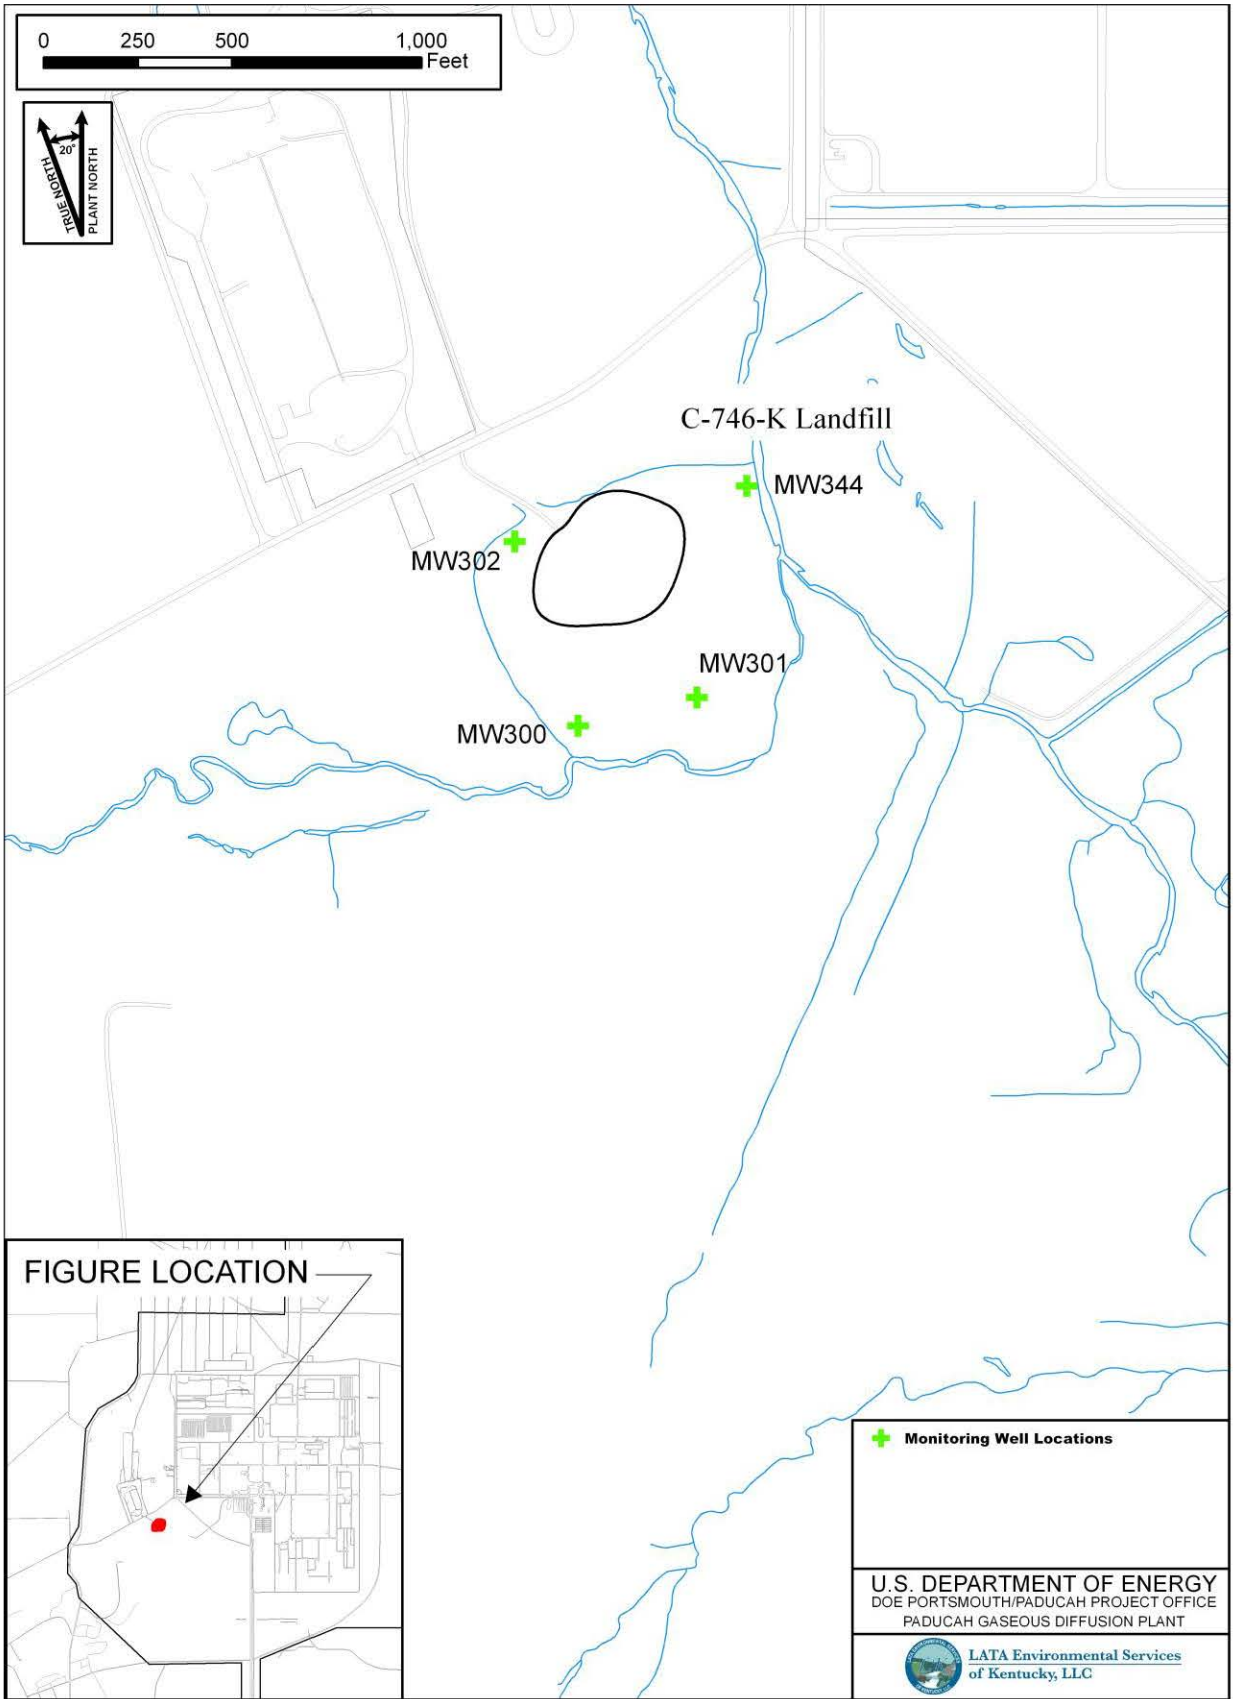 0 250 500 1,000
Feet
20°
TRUE NORTH
PLANT NORTH
C-746-K Landfill
MW344
MW302
MW301
MW300
FIGURE LOCATION
Monitoring Well Locations
U.S. DEPARTMENT OF ENERGY
DOE PORTSMOUTH/PADUCAH PROJECT OFFICE
PADUCAH GASEOUS DIFFUSION PLANT
LATA Environmental Services
of Kentucky, LLC